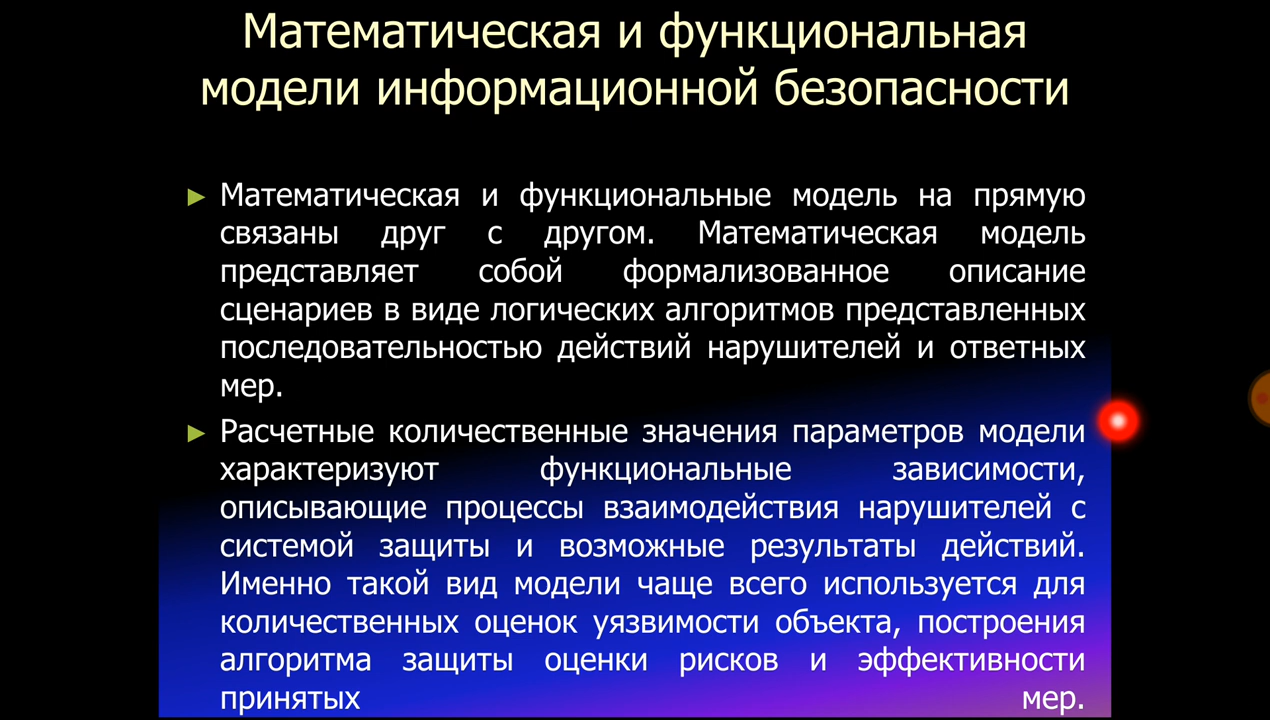 Математическая и функциональная
модели информационной безопасности
► Математическая и функциональные модель на прямую
связаны друг с другом. Математическая модель
представляет собой формализованное описание
сценариев в виде логических алгоритмов представленных
последовательностью действий нарушителей и ответных
мер.
► Расчетные количественные значения параметров модели
характеризуют функциональные зависимости,
описывающие процессы взаимодействия нарушителей с
системой защиты и возможные результаты действий.
Именно такой вид модели чаще всего используется для
количественных оценок уязвимости объекта, построения
алгоритма защиты оценки рисков и эффективности
принятых мер.